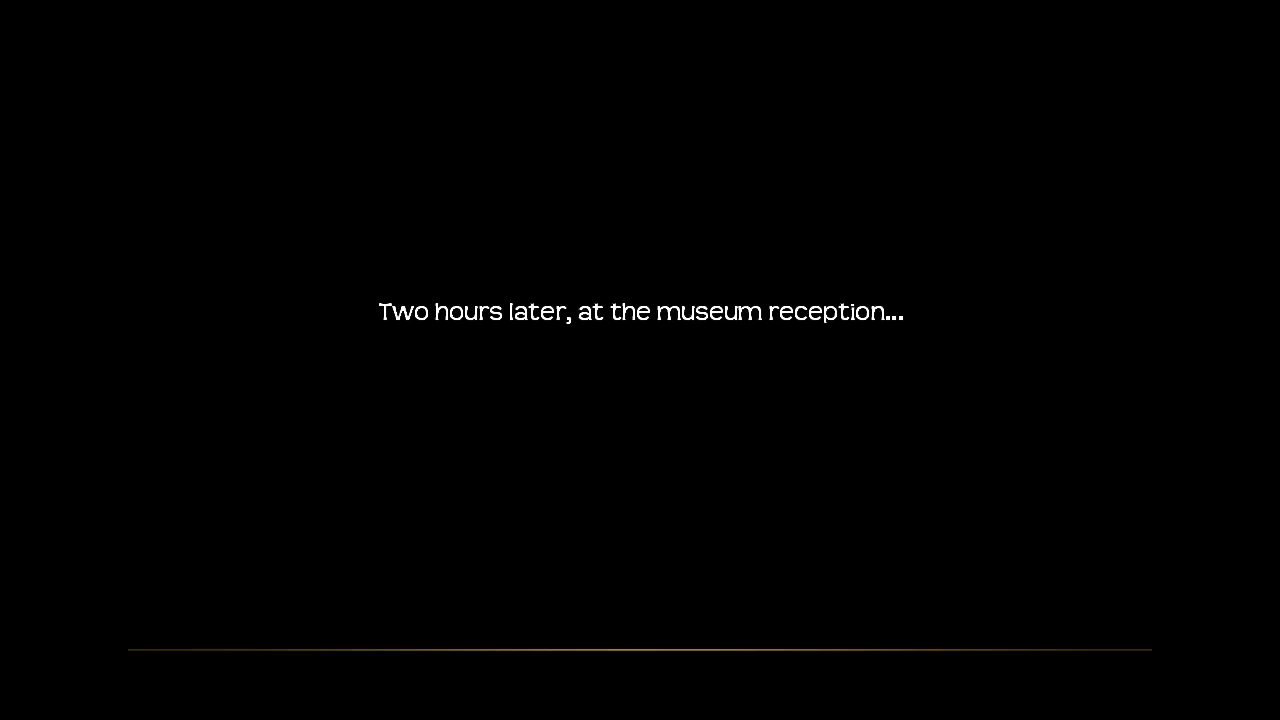 Two hours later, at the museum reception...